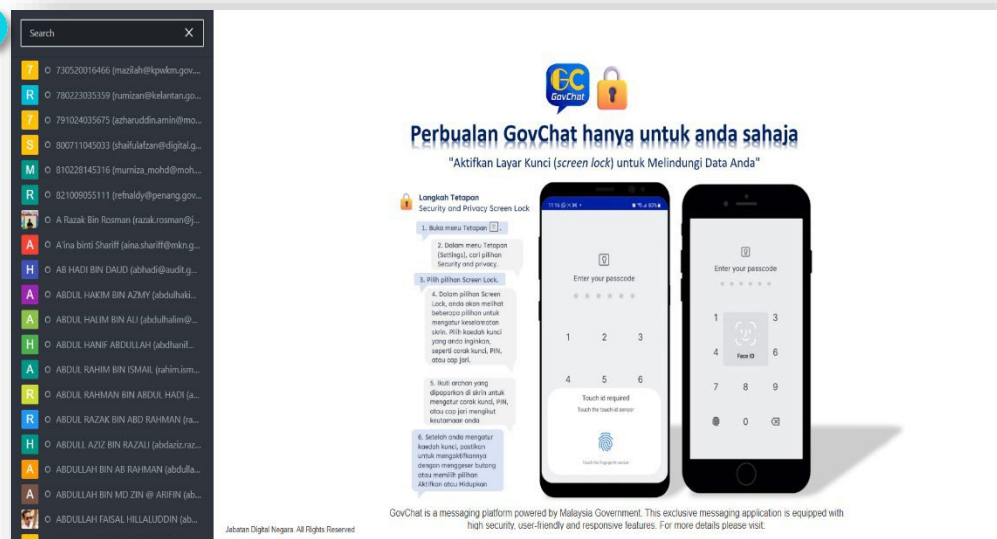 Search
7
730520016466 (mazilah@kpwkm.gov....
R
780223035359 (rumizan@kelantan.go...
7
791024035675 (azharuddin.amin@mo...
S
800711045033 (shaifulafzan@digital.g...
M
810228145316 (murniza_mohd@moh...
R
821009055111 (refnaldy@penang.gov...
A Razak Bin Rosman (razak.rosman@j...
A
A'ina binti Shariff (aina.shariff@mkn.g...
H
AB HADI BIN DAUD (abhadi@audit.g...
A
ABDUL HAKIM BIN AZMY (abdulhaki...
A
ABDUL HALIM BIN ALI (abdulhalim@...
H
ABDUL HANIF ABDULLAH (abdhanif...
A
ABDUL RAHIM BIN ISMAIL (rahim.ism...
R
ABDUL RAHMAN BIN ABDUL HADI (a...
R
ABDUL RAZAK BIN ABD RAHMAN (ra...
H
ABDULL AZIZ BIN RAZALI (abdaziz.raz...
A
ABDULLAH BIN AB RAHMAN (abdulla...
A
ABDULLAH BIN MD ZIN @ ARIFIN (ab...
ABDULLAH FAISAL HILLALUDDIN (ab...
GC
GovChat
Perbualan GovChat hanya untuk anda sahaja
"Aktifkan Layar Kunci (screen lock) untuk Melindungi Data Anda"
Langkah Tetapan
Security and Privacy Screen Lock
1. Buka menu Tetapan .
2. Dalam menu Tetapan
(Settings), cari pilihan
Security and privacy.
3. Pilih pilihan Screen Lock.
4. Dalam pilihan Screen
Lock, anda akan melihat
beberapa pilihan untuk
mengatur keselamatan
skrin. Pilih kaedah kunci
yang anda inginkan,
seperti corak kunci, PIN,
atau cap jari.
5. Ikuti arahan yang
dipaparkan di skrin untuk
mengatur corak kunci, PIN,
atau cap jari mengikut
keutamaan anda
6. Setelah anda mengatur
kaedah kunci, pastikan
untuk mengaktifkannya
dengan menggeser butang
atau memilih pilihan
Aktifkan atau Hidupkan
Enter your passcode
1 2 3
4 5 6
Touch id required
Touch the touch id sensor
Touch the fingerprint sensor
Enter your passcode
1 3
4 Face ID 6
7 8 9
0
GovChat is a messaging platform powered by Malaysia Government. This exclusive messaging application is equipped with
high security, user-friendly and responsive features. For more details please visit:
Jabatan Digital Negara. All Rights Reserved